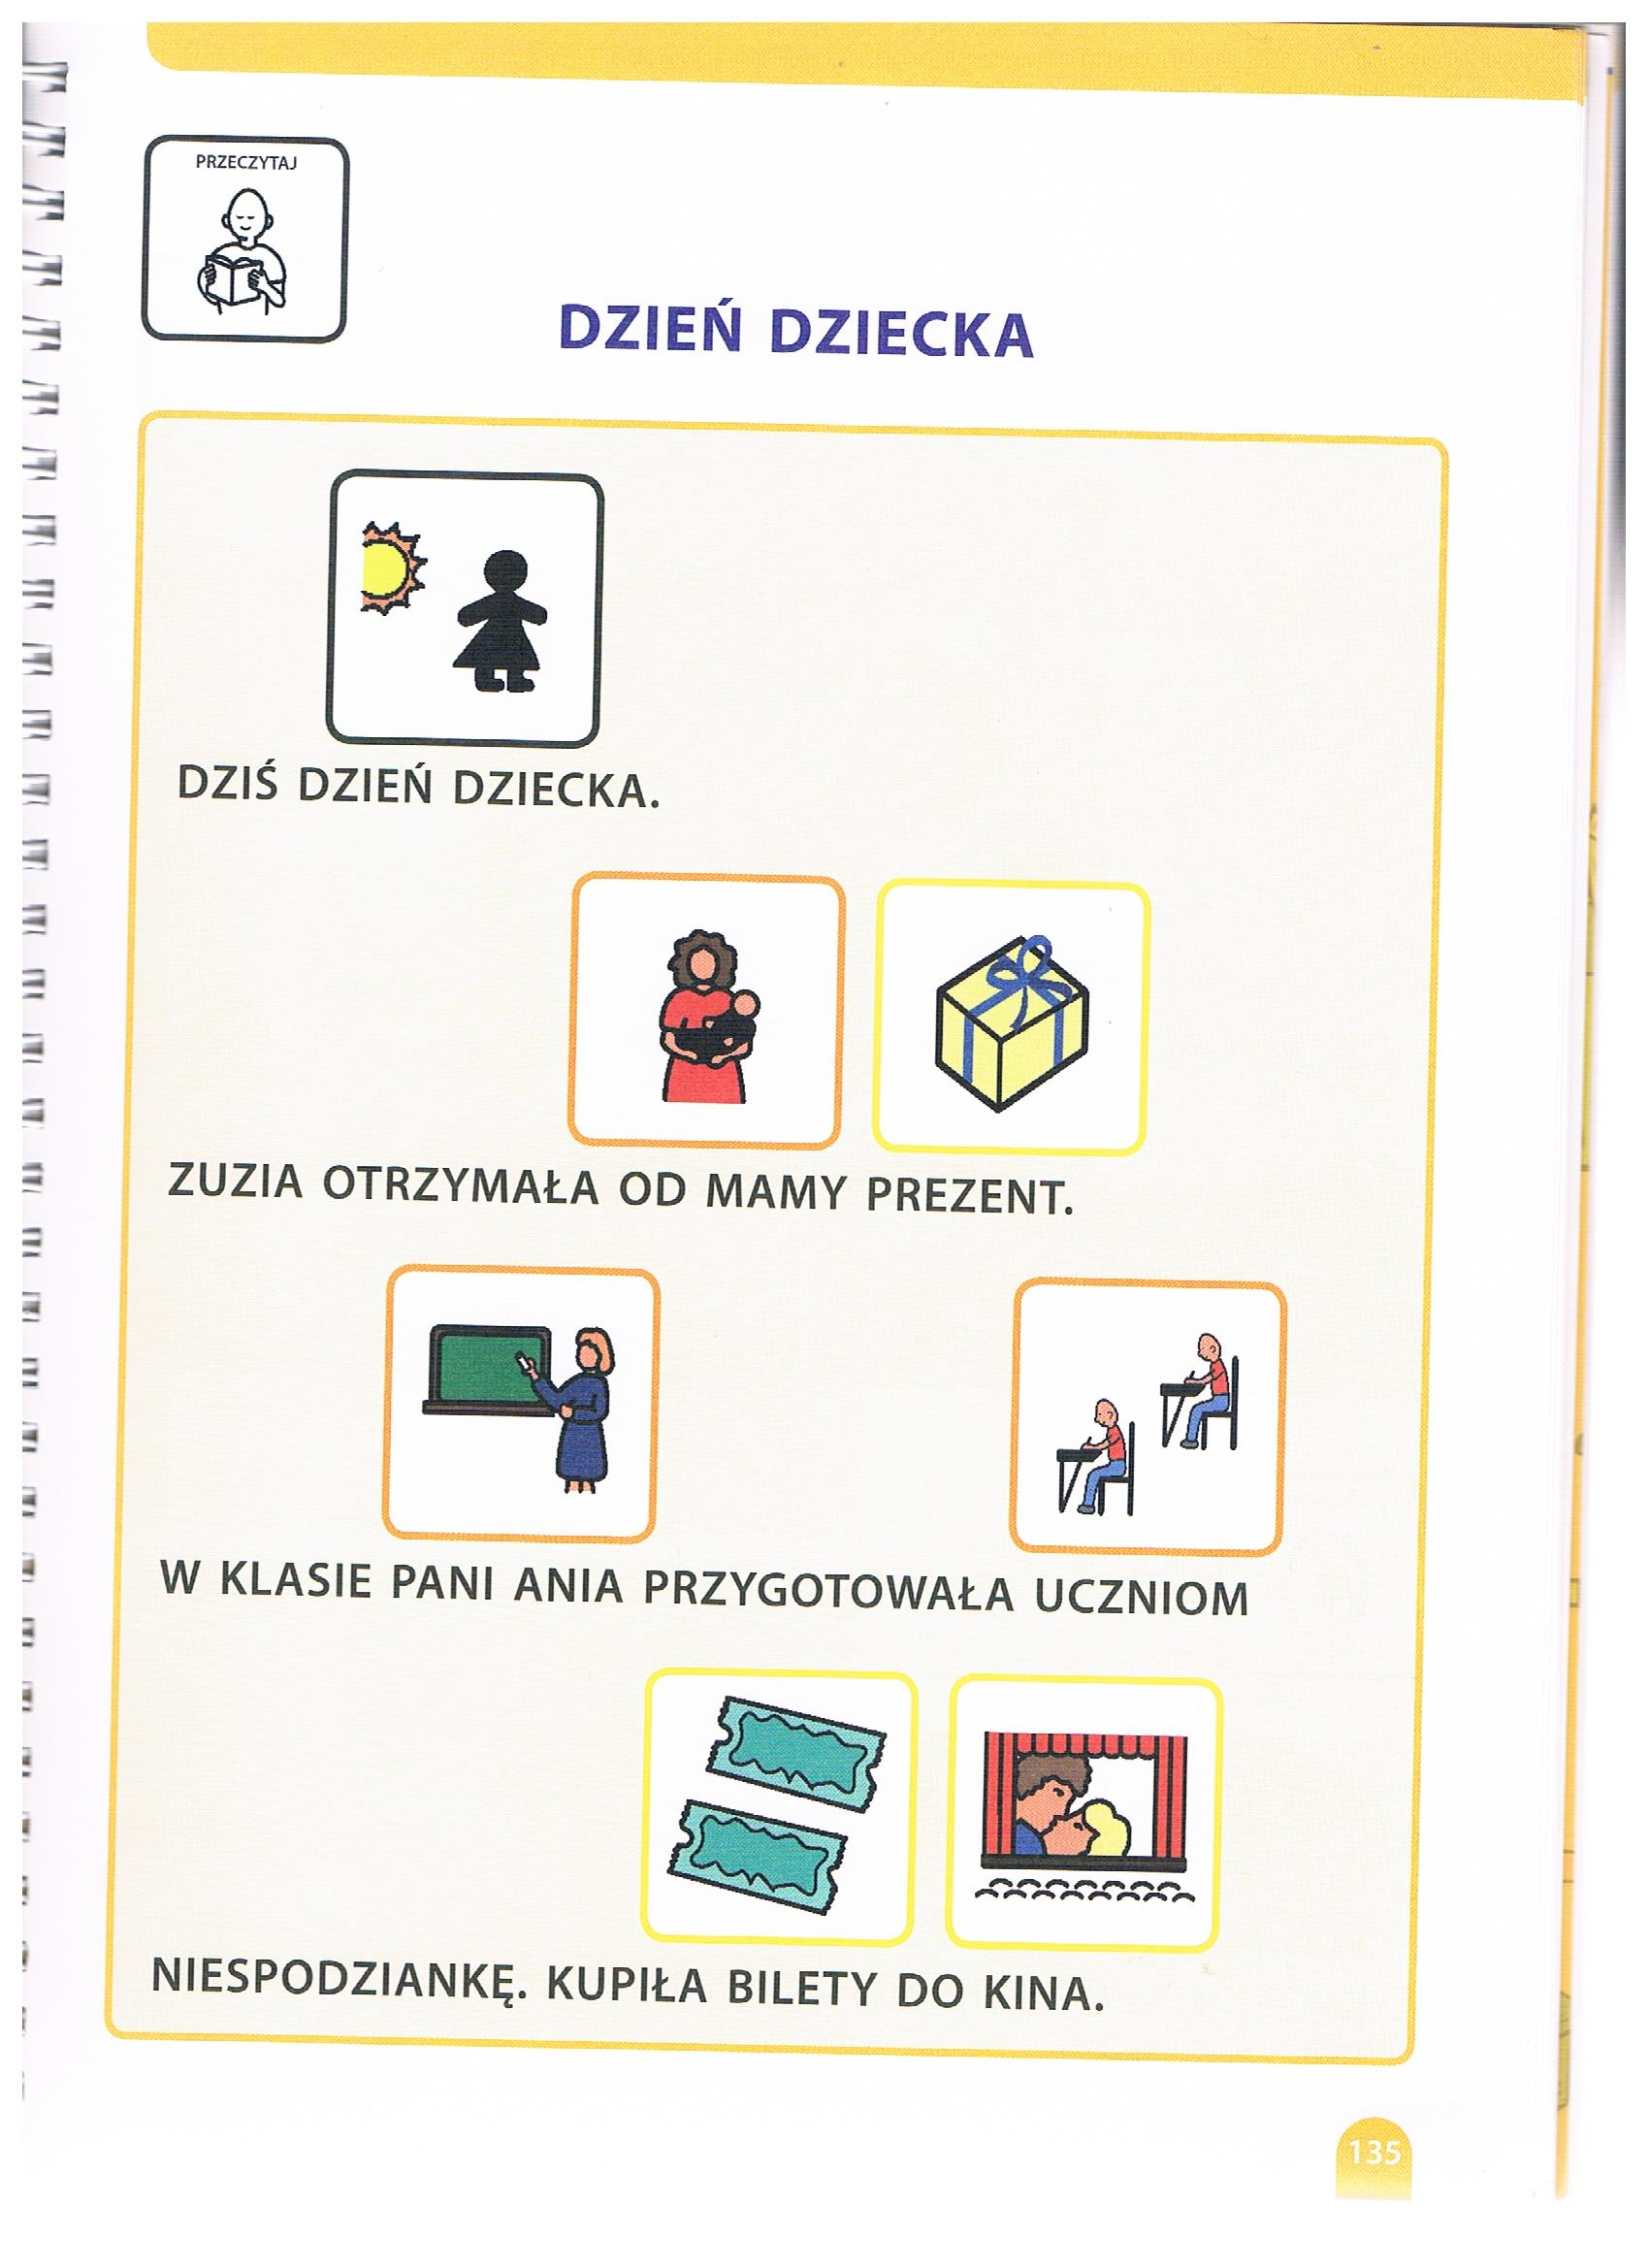 PRZECZYTAJ
DZIEŃ DZIECKA
DZIŚ DZIEŃ DZIECKA.
ZUZIA OTRZYMAŁA OD MAMY PREZENT.
W KLASIE PANI ANIA PRZYGOTOWAŁA UCZNIOM
NIESPODZIANKĘ. KUPIŁA BILETY DO KINA.
135